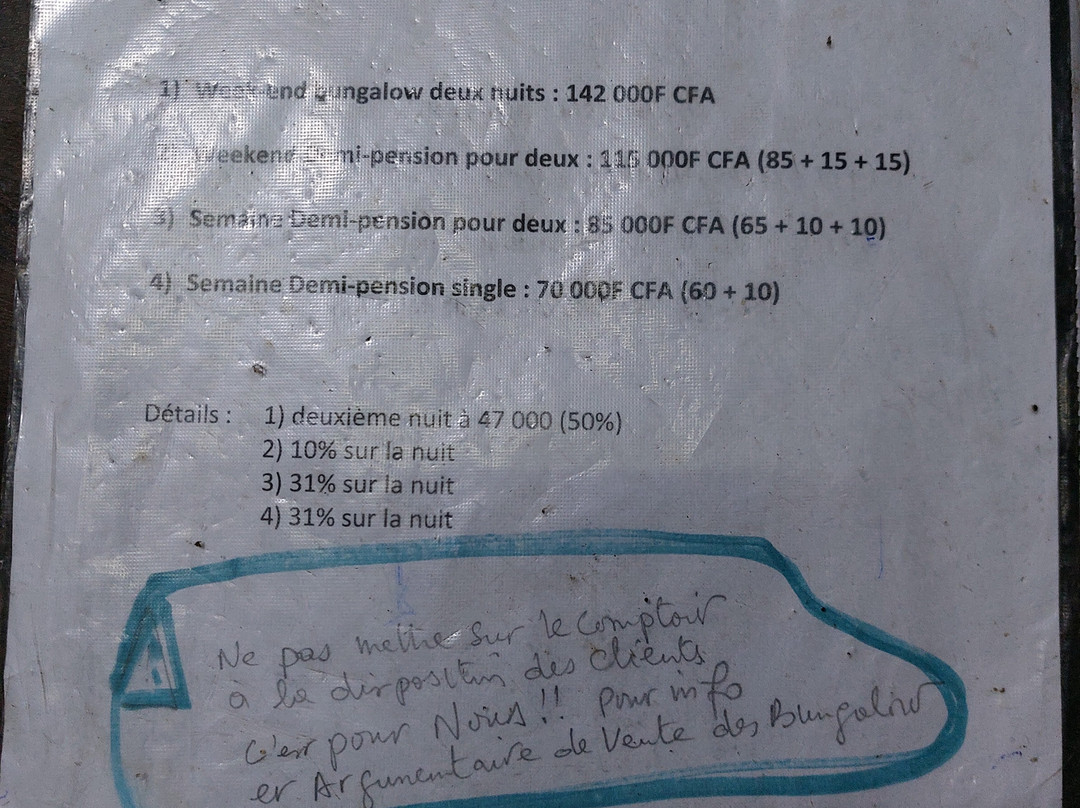 1) Week-end bungalow deux nuits : 142 000F CFA
2) Weekend Demi-pension pour deux : 115 000F CFA (85 + 15 + 15)
3) Semaine Demi-pension pour deux : 85 000F CFA (65 + 10 + 10)
4) Semaine Demi-pension single : 70 000F CFA (60 + 10)
Détails : 1) deuxième nuit à 47 000 (50%)
2) 10% sur la nuit
3) 31% sur la nuit
4) 31% sur la nuit
Ne pas mettre sur le comptoir
à la disposition des clients
C'est pour Nous !! Pour info
et Argumentaire de Vente des Bungalow